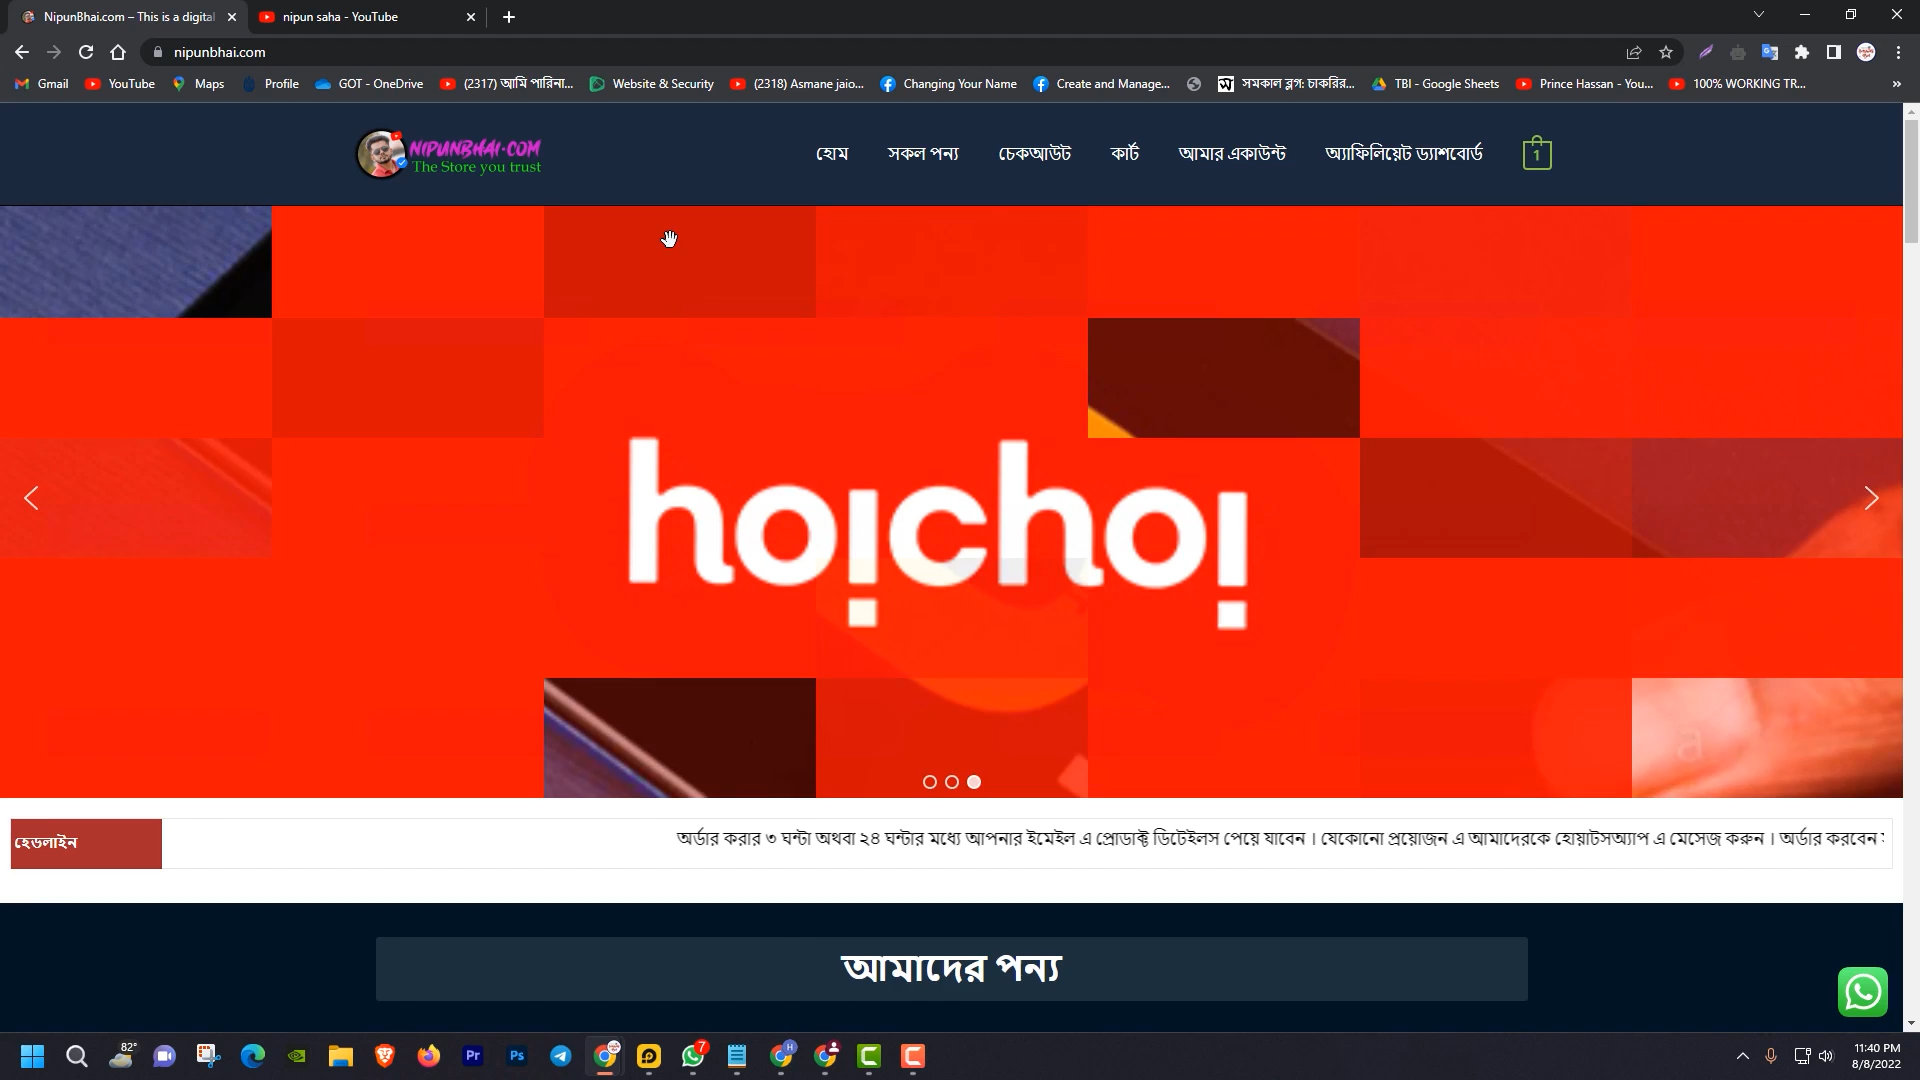 NipunBhai.com – This is a digital
nipun saha - YouTube
nipunbhai.com
Gmail
YouTube
Maps
Profile
GOT - OneDrive
(2317) আমি পারিনা...
Website & Security
(2318) Asmane jaio...
Changing Your Name
Create and Manage...
সমকাল ব্লগ: চাকরির...
TBI - Google Sheets
Prince Hassan - You...
100% WORKING TR...
NIPUNBHAI.COM
The Store you trust
হোম
সকল পন্য
চেকআউট
কার্ট
আমার একাউন্ট
অ্যাফিলিয়েট ড্যাশবোর্ড
1
hoichoi
হেডলাইন
অর্ডার করার ৩ ঘন্টা অথবা ২৪ ঘন্টার মধ্যে আপনার ইমেইল এ প্রোডাক্ট ডিটেইলস পেয়ে যাবেন । যেকোনো প্রয়োজন এ আমাদেরকে হোয়াটসঅ্যাপ এ মেসেজ করুন । অর্ডার করবেন
আমাদের পন্য
82°
Pr
Ps
7
H
11:40 PM
8/8/2022